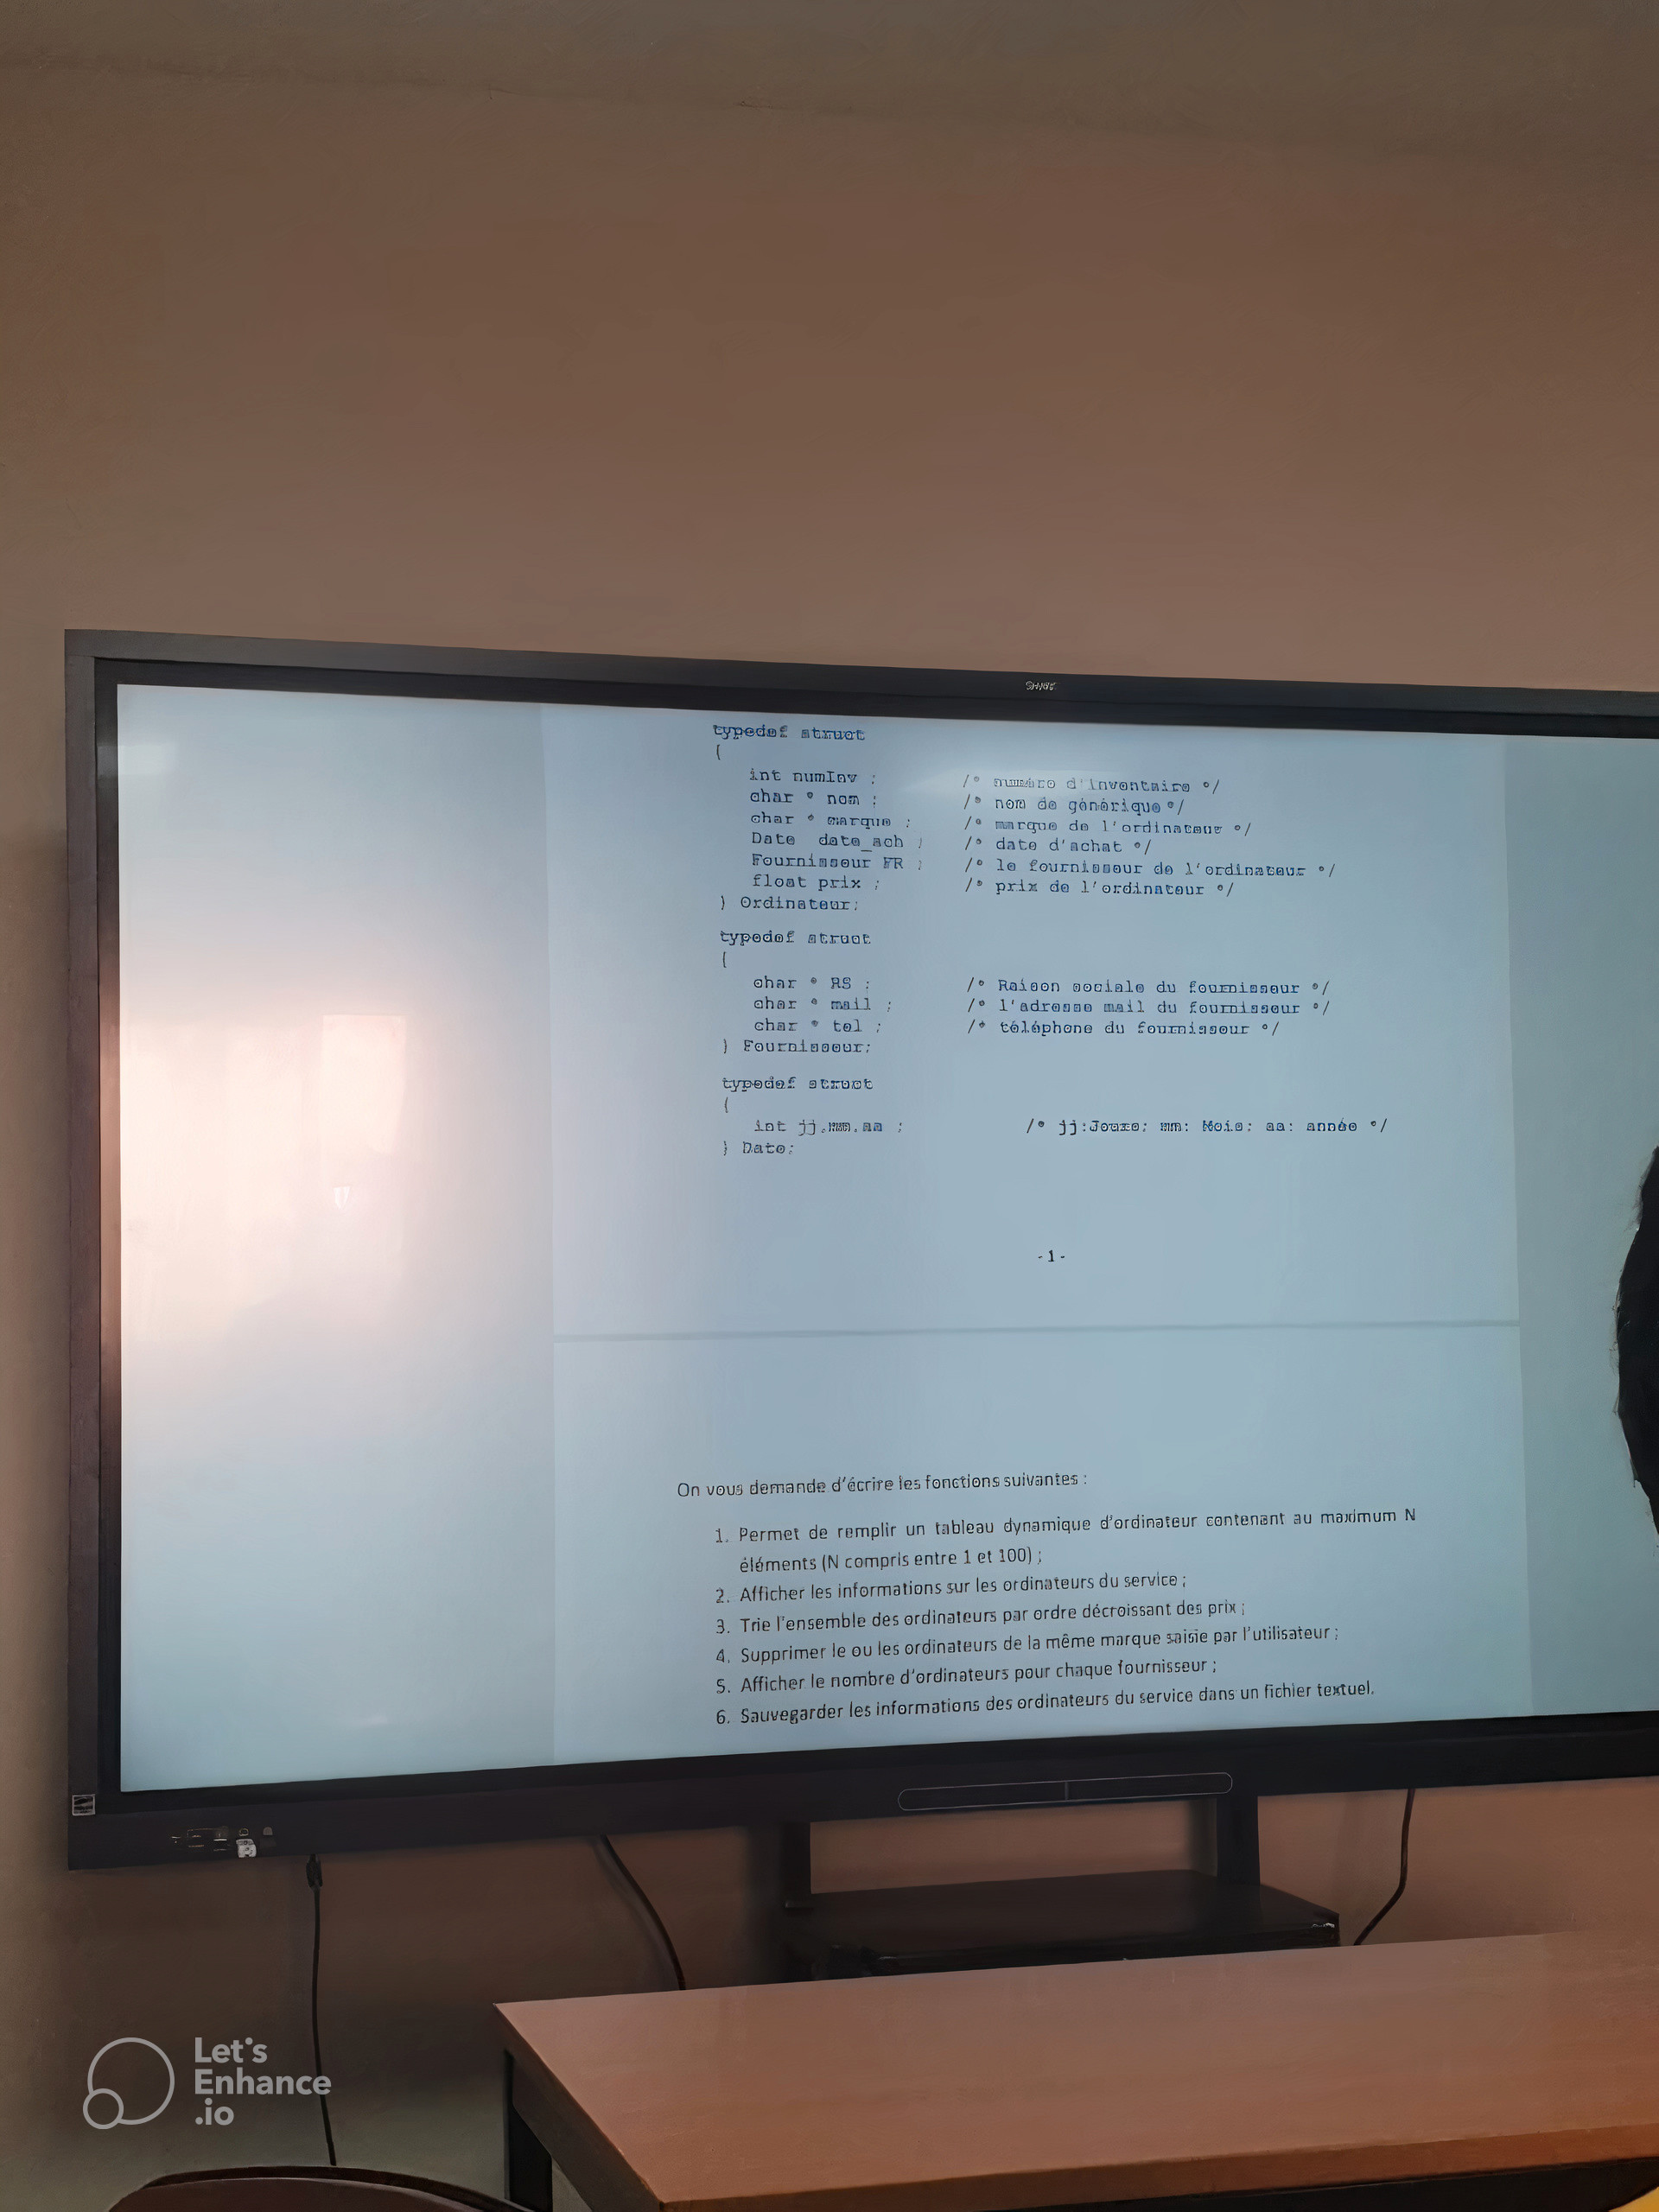 typedef struct
{
int numInv ; /* numéro d'inventaire */
char * nom ; /* nom de générique */
char * marque ; /* marque de l'ordinateur */
Date date_ach ; /* date d'achat */
Fournisseur FR ; /* le fournisseur de l'ordinateur */
float prix ; /* prix de l'ordinateur */
} Ordinateur;
typedef struct
{
char * RS ; /* Raison sociale du fournisseur */
char * mail ; /* l'adresse mail du fournisseur */
char * tel ; /* téléphone du fournisseur */
} Fournisseur;
typedef struct
{
int jj,mm,aa ; /* jj: mm: Mois; aa: année */
} Date;
- 1 -
On vous demande d'écrire les fonctions suivantes :
1. Permet de remplir un tableau dynamique d'ordinateur contenant au maximum N
éléments (N compris entre 1 et 100) ;
2. Afficher les informations sur les ordinateurs du service ;
3. Trie l'ensemble des ordinateurs par ordre décroissant des prix ;
4. Supprimer le ou les ordinateurs de la même marque saisie par l'utilisateur ;
5. Afficher le nombre d'ordinateurs pour chaque fournisseur ;
6. Sauvegarder les informations des ordinateurs du service dans un fichier textuel.
Let's
Enhance
.io